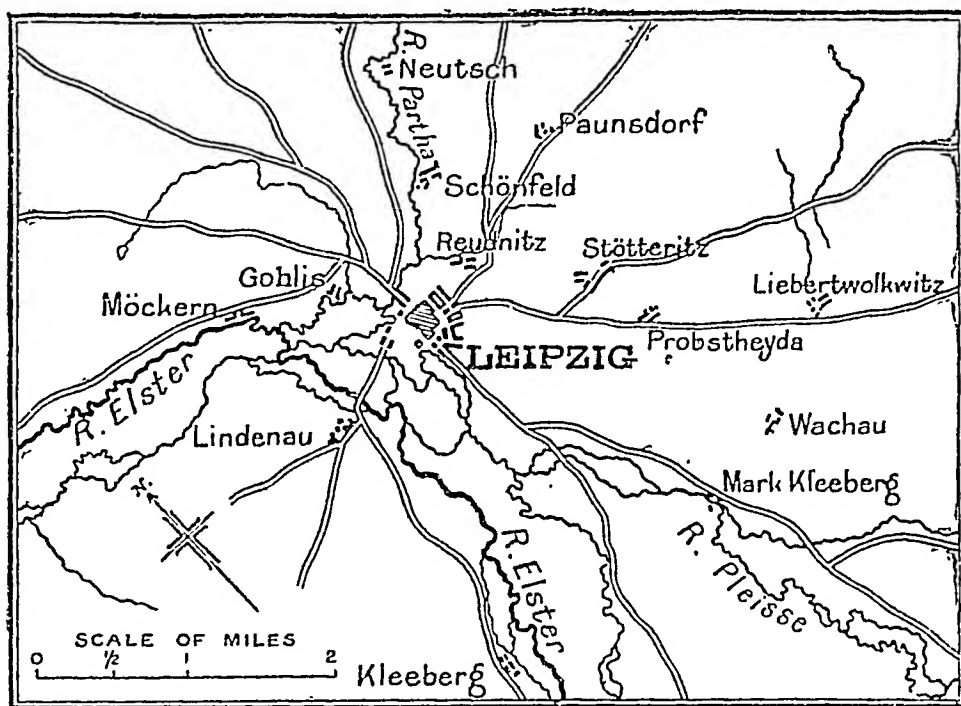 R. Partha
Neutsch
Paunsdorf
Schönfeld
Reudnitz
Stötteritz
Gohlis
Liebertwolkwitz
Möckern
Probstheyda
LEIPZIG
R. Elster
Lindenau
Wachau
Mark Kleeberg
N.
R. Elster
R. Pleisse
SCALE OF MILES
0 1/2 1 2
Kleeberg